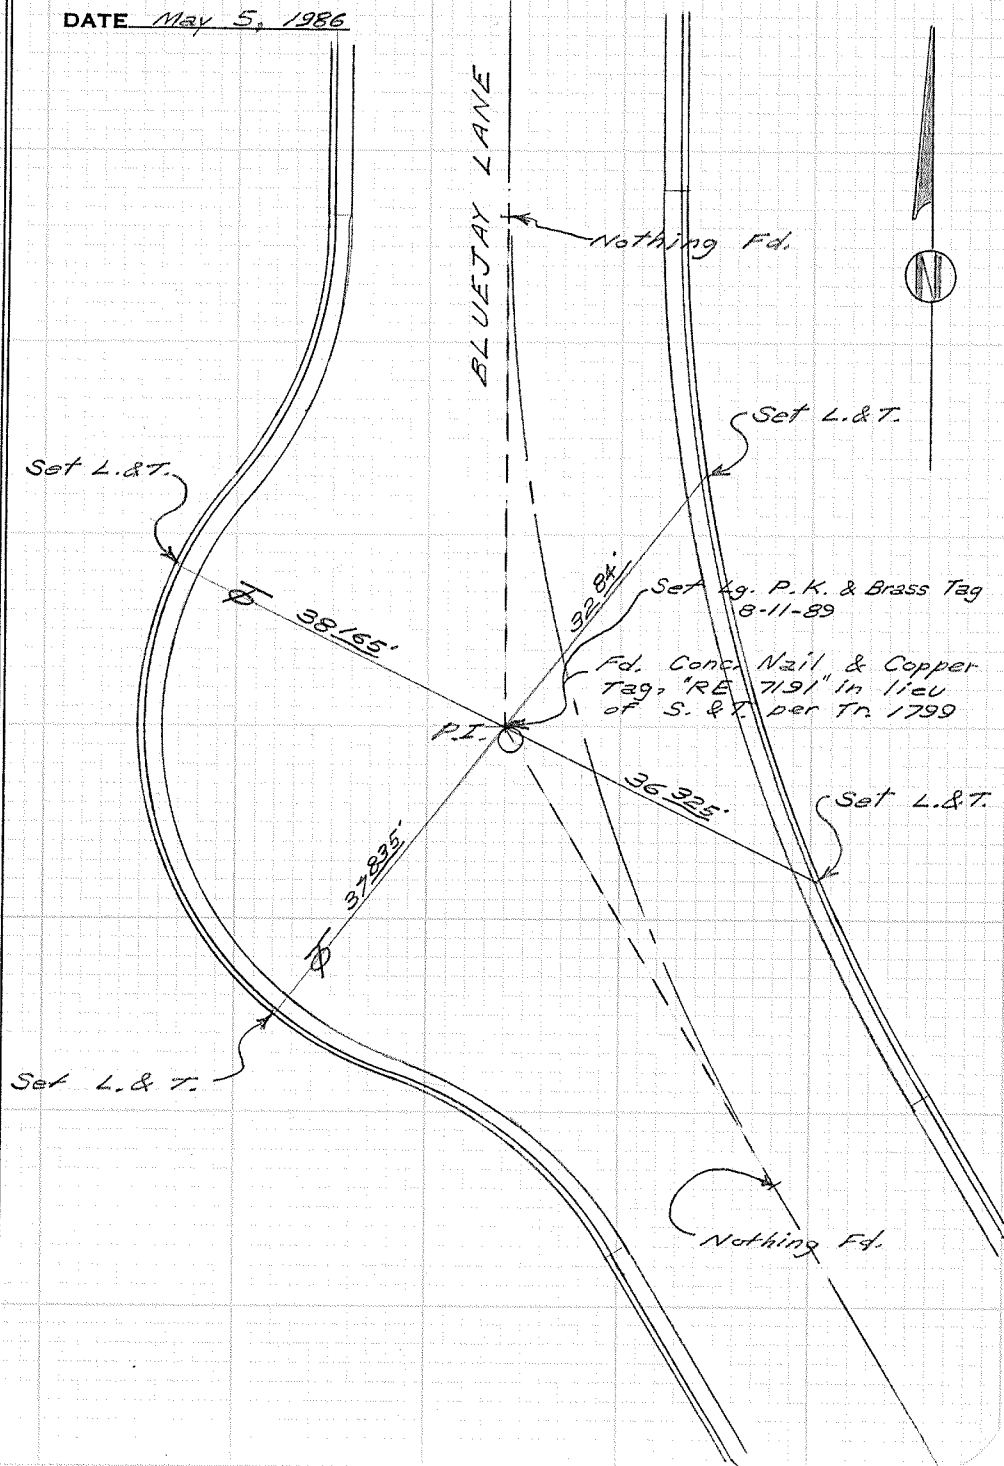 DATE May 5, 1986
BLUEJAY LANE
Nothing Fd.
N
Set L.&T.
Set L.&T.
32.84'
Set Lg. P.K. & Brass Tag
8-11-89
38.165'
Fd. Conc. Nail & Copper
Tag, "RE 7191" in lieu
of S. & T. per Tr. 1799
P.I.
36.325'
Set L.&T.
37.835'
Set L. & T.
Nothing Fd.